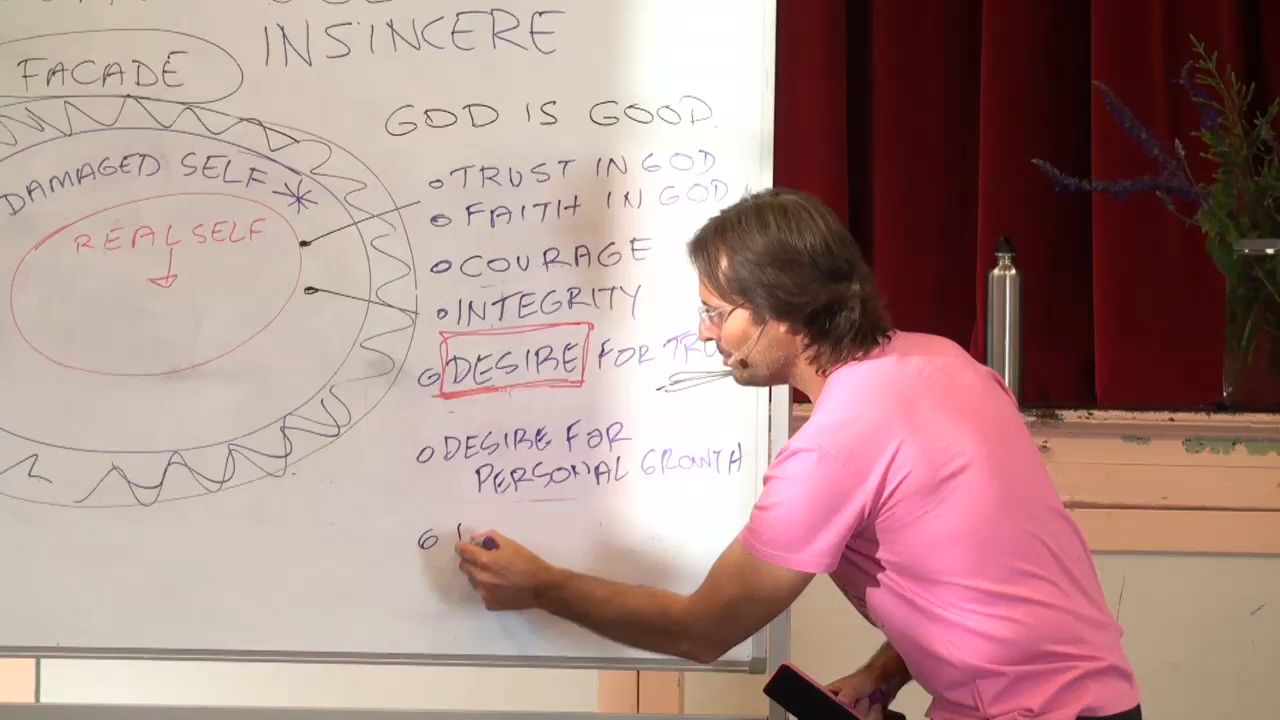 INSINCERE
FACADE
GOD IS GOOD.
DAMAGED SELF *
REAL SELF
o TRUST IN GOD
o FAITH IN GOD
o COURAGE
o INTEGRITY
o DESIRE FOR
o DESIRE FOR
PERSONAL GROWTH